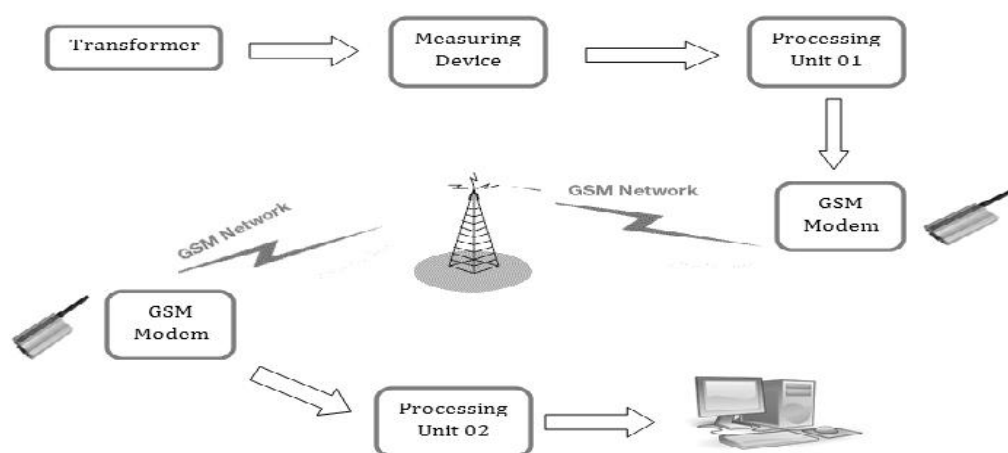 Transformer
Measuring
Device
Processing
Unit 01
GSM Network
GSM
Modem
GSM Network
GSM
Modem
Processing
Unit 02